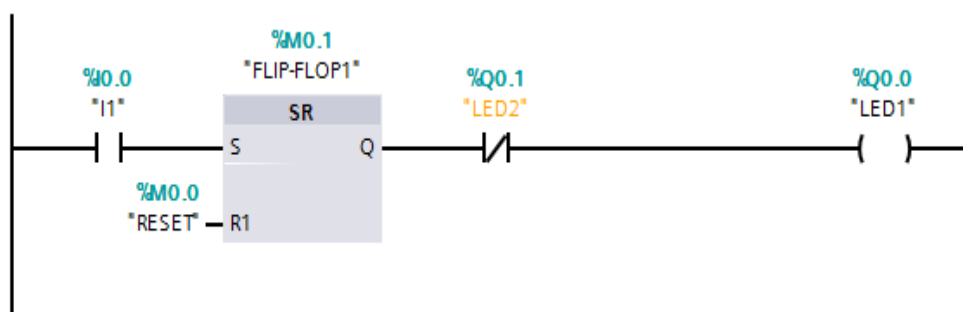 %M0.1
"FLIP-FLOP1"
%I0.0
"I1"
SR
S
Q
%Q0.1
"LED2"
%Q0.0
"LED1"
%M0.0
"RESET"
R1